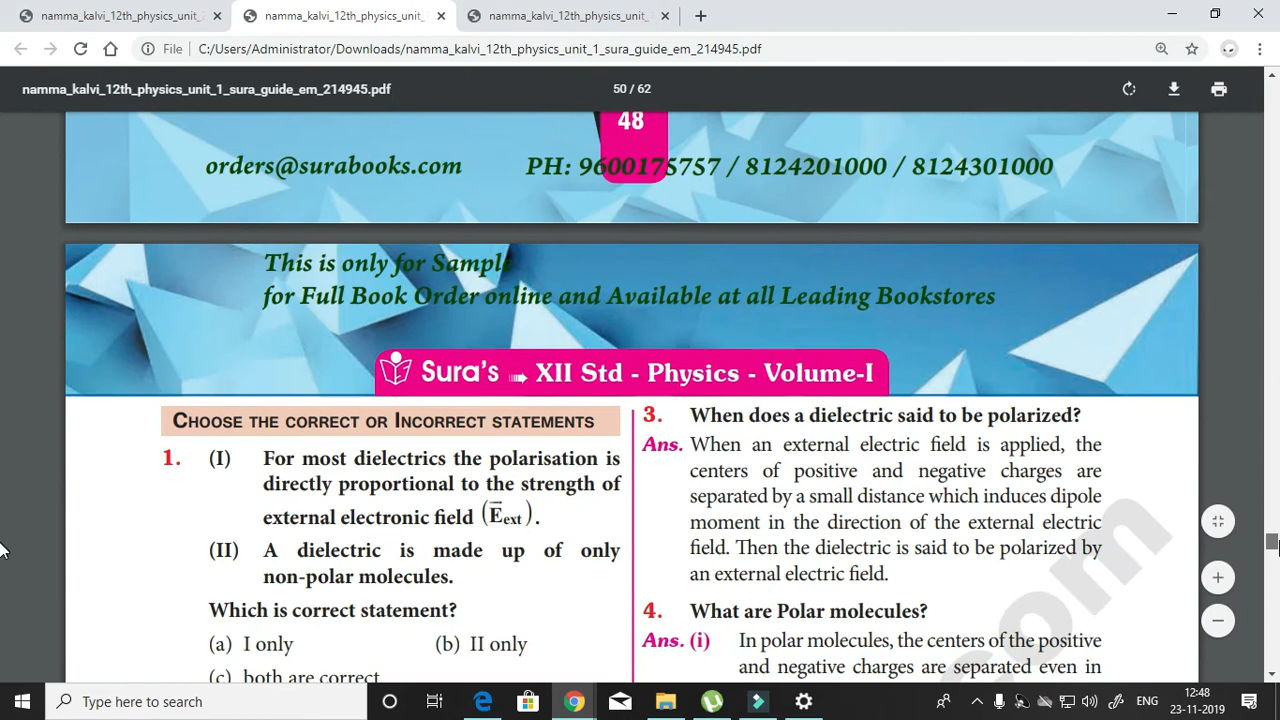 namma_kalvi_12th_physics_unit_
namma_kalvi_12th_physics_unit_
namma_kalvi_12th_physics_unit_
File
C:/Users/Administrator/Downloads/namma_kalvi_12th_physics_unit_1_sura_guide_em_214945.pdf
namma_kalvi_12th_physics_unit_1_sura_guide_em_214945.pdf
50 / 62
48
orders@surabooks.com PH: 9600175757 / 8124201000 / 8124301000
This is only for Sample
for Full Book Order online and Available at all Leading Bookstores
Sura's ➠ XII Std - Physics - Volume-I
CHOOSE THE CORRECT OR INCORRECT STATEMENTS
1. (I) For most dielectrics the polarisation is
directly proportional to the strength of
external electronic field (E⃗ext).
(II) A dielectric is made up of only
non-polar molecules.
Which is correct statement?
(a) I only (b) II only
(c) both are correct
3. When does a dielectric said to be polarized?
Ans. When an external electric field is applied, the
centers of positive and negative charges are
separated by a small distance which induces dipole
moment in the direction of the external electric
field. Then the dielectric is said to be polarized by
an external electric field.
4. What are Polar molecules?
Ans. (i) In polar molecules, the centers of the positive
and negative charges are separated even in
com
Type here to search
ENG
12:48
23-11-2019